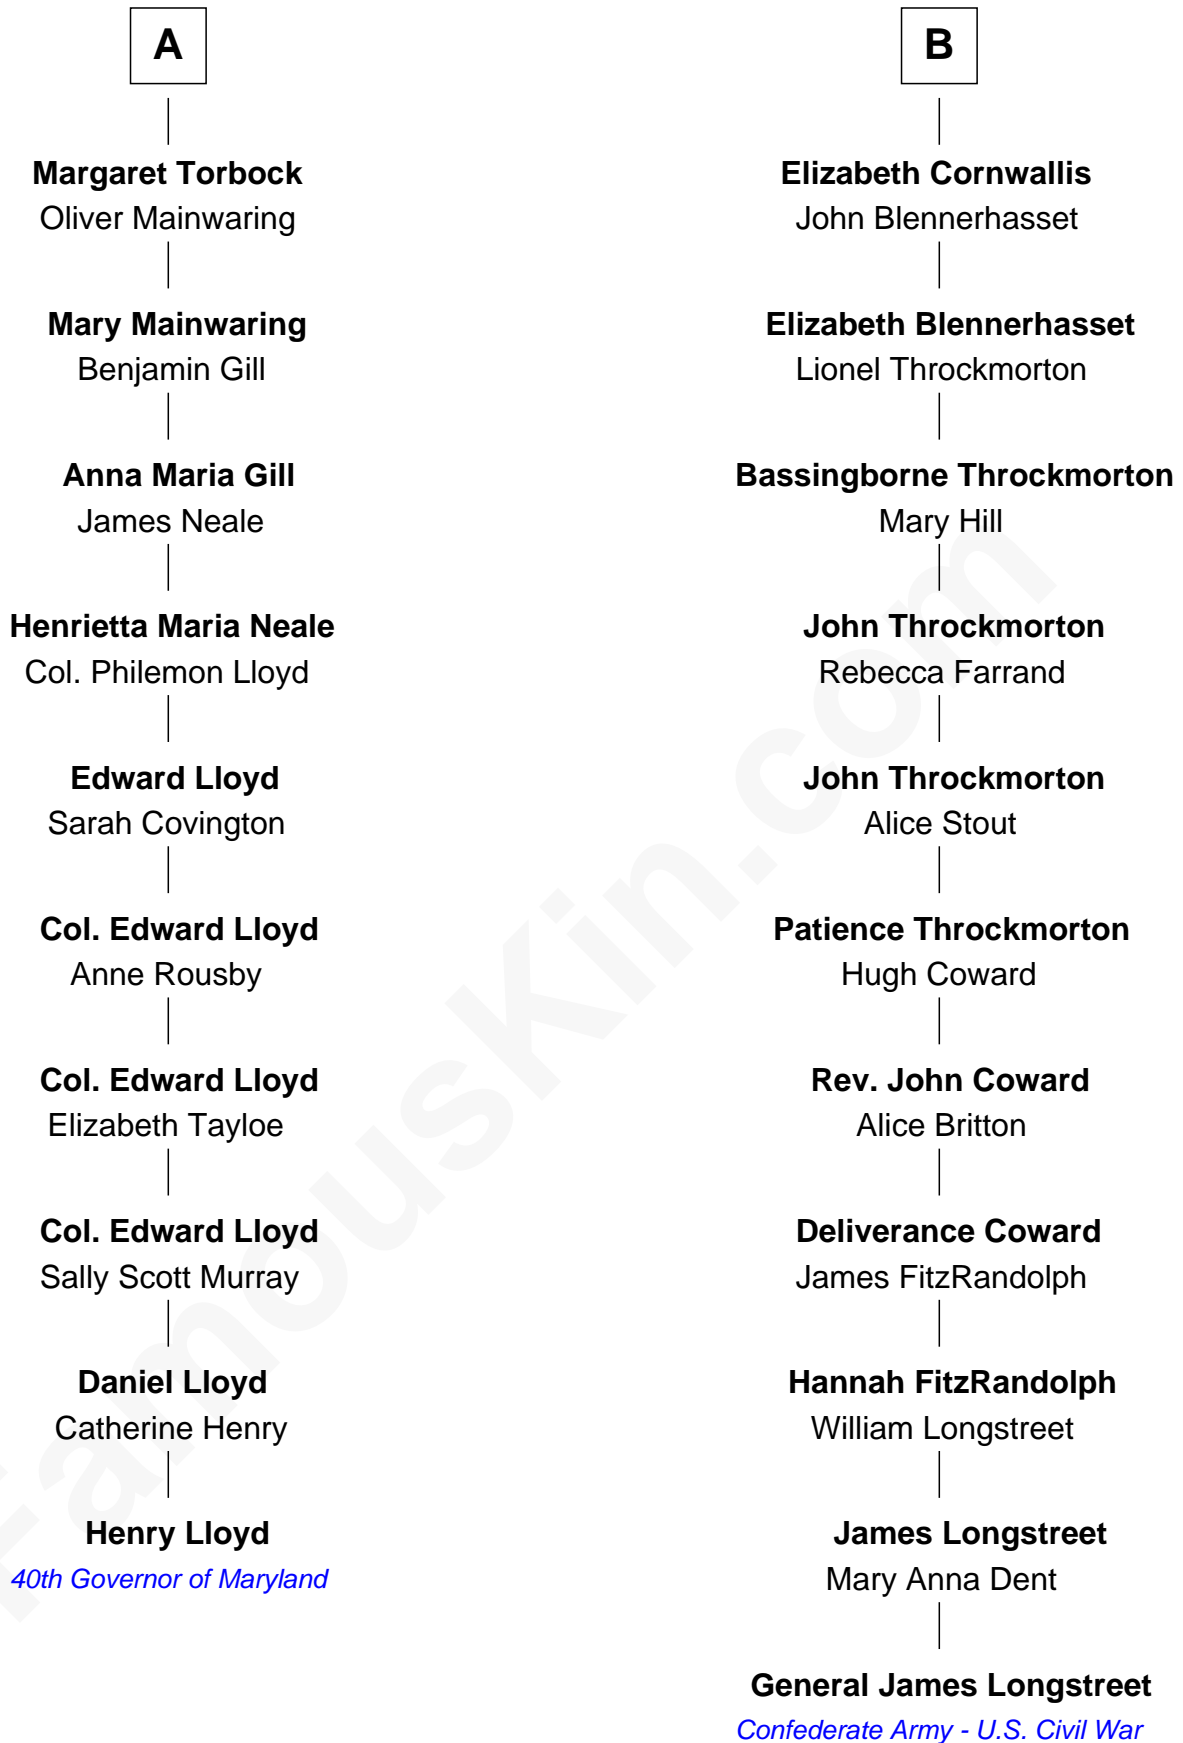 A
Margaret Torbock
Oliver Mainwaring
Mary Mainwaring
Benjamin Gill
Anna Maria Gill
James Neale
Henrietta Maria Neale
Col. Philemon Lloyd
Edward Lloyd
Sarah Covington
Col. Edward Lloyd
Anne Rousby
Col. Edward Lloyd
Elizabeth Tayloe
Col. Edward Lloyd
Sally Scott Murray
Daniel Lloyd
Catherine Henry
Henry Lloyd
40th Governor of Maryland
B
Elizabeth Cornwallis
John Blennerhasset
Elizabeth Blennerhasset
Lionel Throckmorton
Bassingborne Throckmorton
Mary Hill
John Throckmorton
Rebecca Farrand
John Throckmorton
Alice Stout
Patience Throckmorton
Hugh Coward
Rev. John Coward
Alice Britton
Deliverance Coward
James FitzRandolph
Hannah FitzRandolph
William Longstreet
James Longstreet
Mary Anna Dent
General James Longstreet
Confederate Army - U.S. Civil War
FamousKin.com